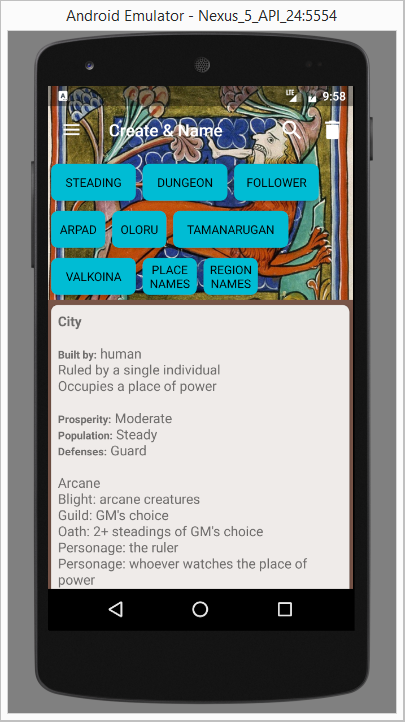 Android Emulator - Nexus_5_API_24:5554
A LTE 9:58
Create & Name
STEADING DUNGEON FOLLOWER
ARPAD OLORU TAMANARUGAN
VALKOINA PLACE NAMES REGION NAMES
City
Built by: human
Ruled by a single individual
Occupies a place of power
Prosperity: Moderate
Population: Steady
Defenses: Guard
Arcane
Blight: arcane creatures
Guild: GM's choice
Oath: 2+ steadings of GM's choice
Personage: the ruler
Personage: whoever watches the place of
power